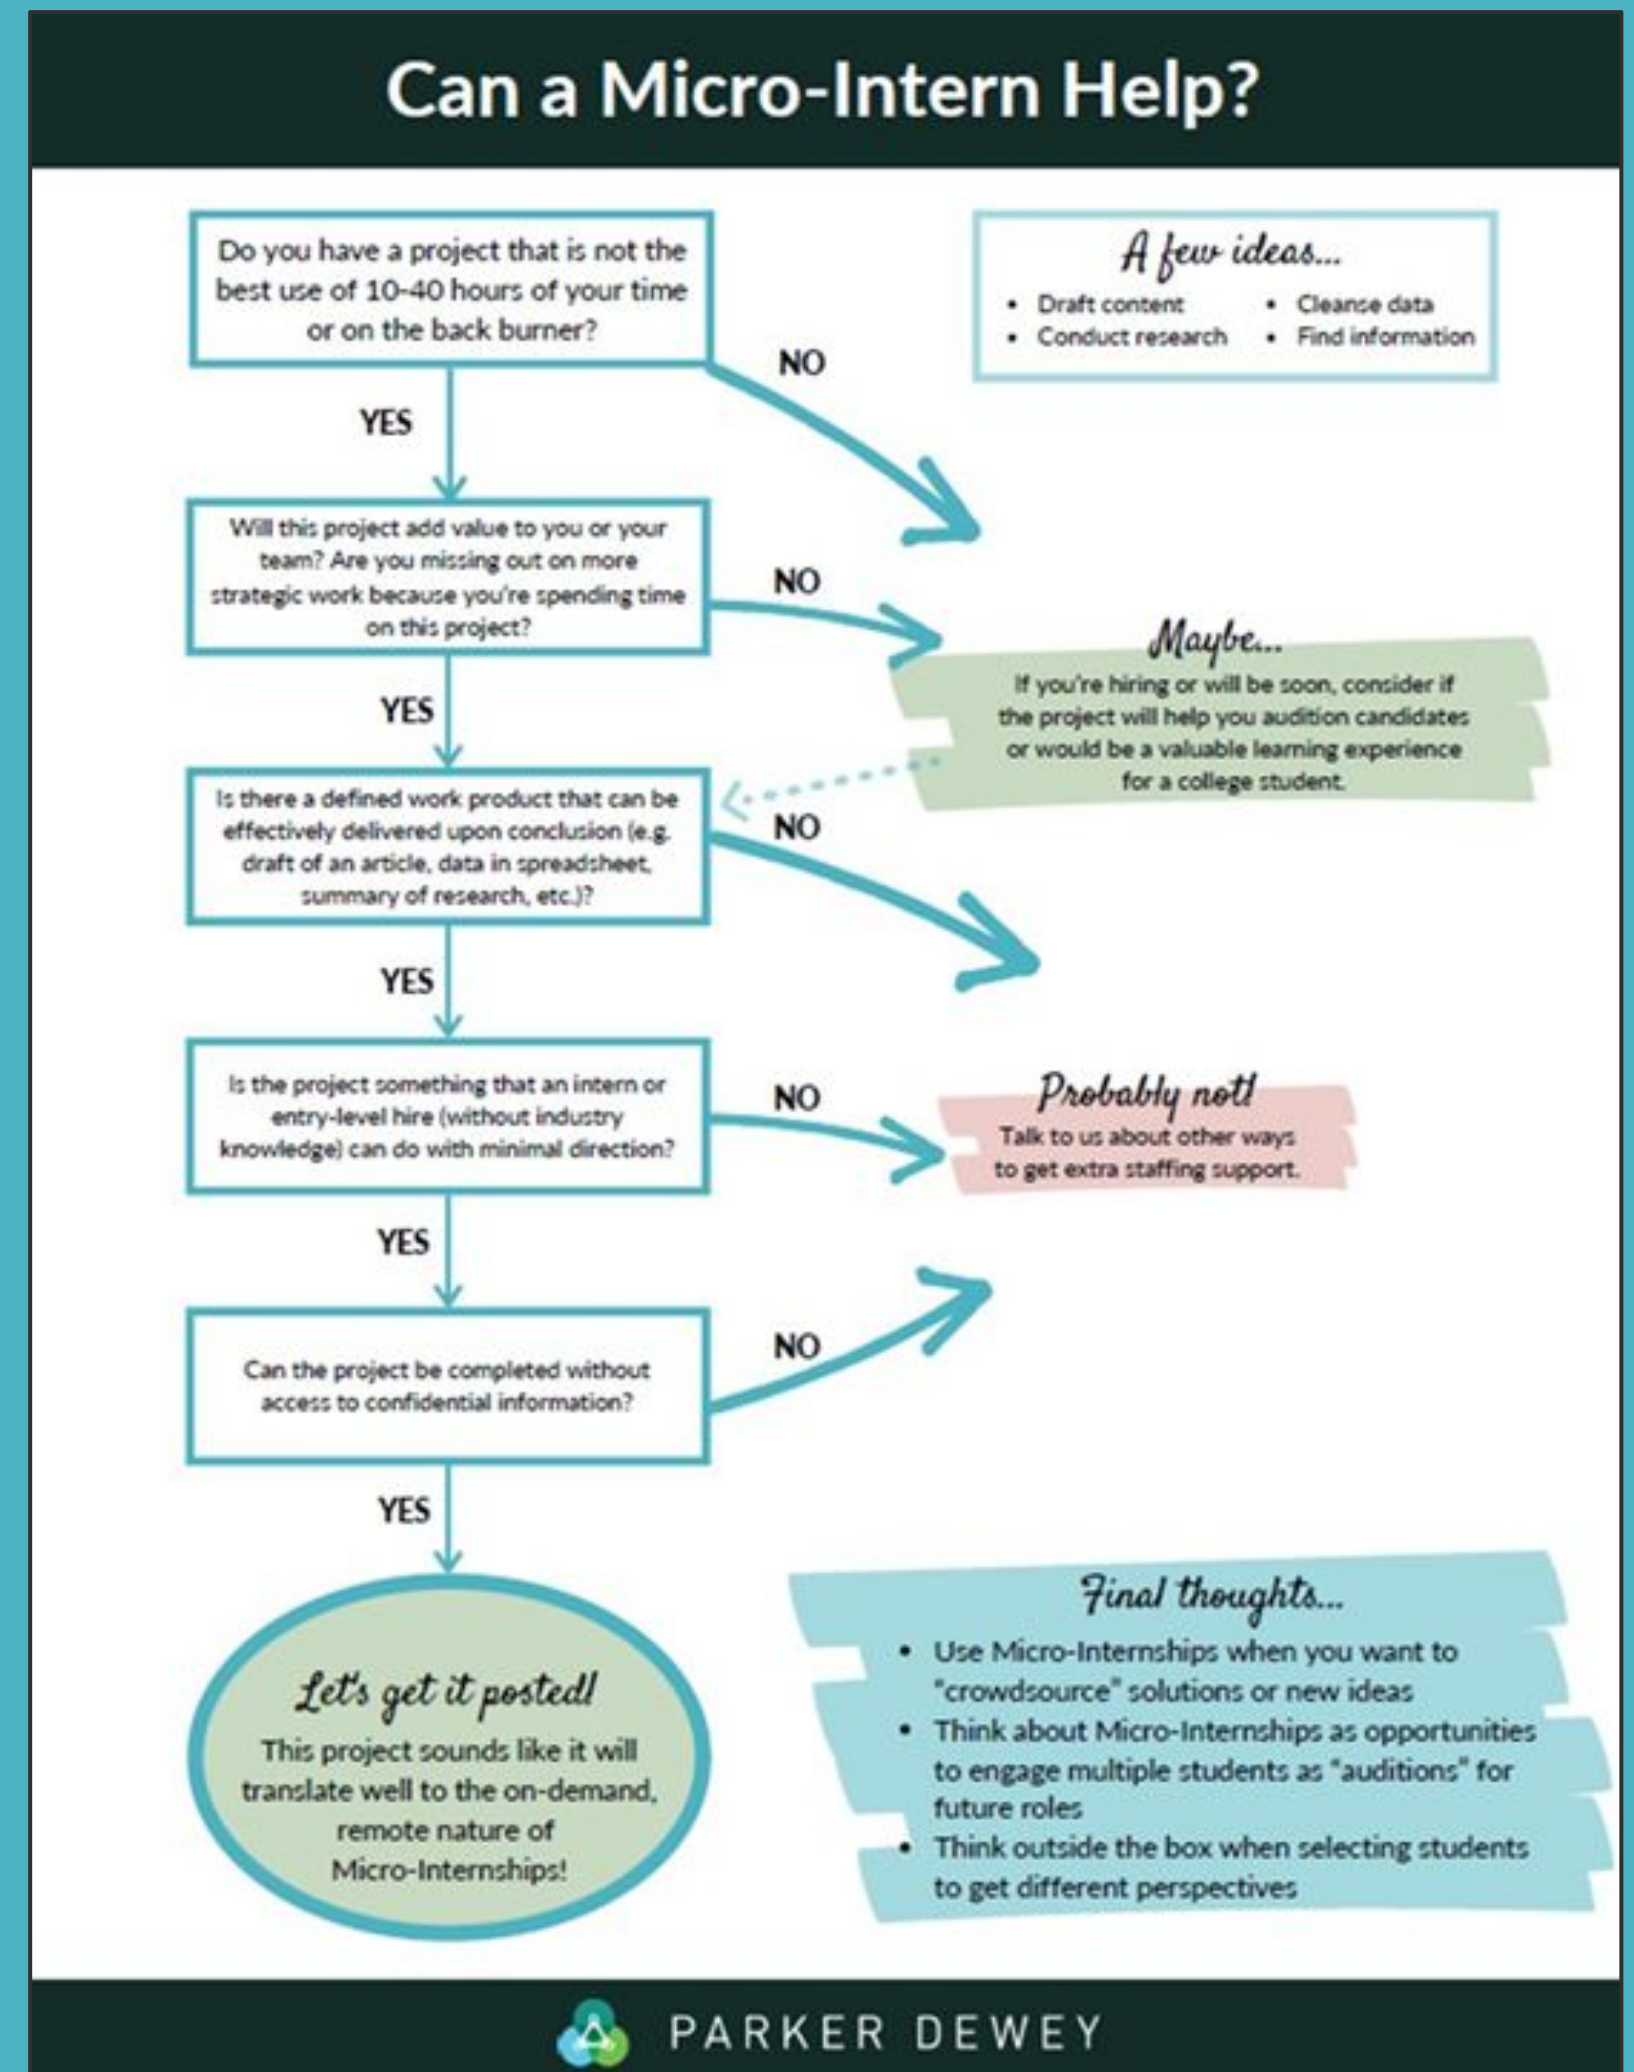 Can a Micro-Intern Help?
Do you have a project that is not the
best use of 10-40 hours of your time
or on the back burner?
A few ideas...
• Draft content
• Conduct research
• Cleanse data
• Find information
NO
YES
Will this project add value to you or your
team? Are you missing out on more
strategic work because you're spending time
on this project?
NO
Maybe...
If you're hiring or will be soon, consider if
the project will help you audition candidates
or would be a valuable learning experience
for a college student.
YES
Is there a defined work product that can be
effectively delivered upon conclusion (e.g.
draft of an article, data in spreadsheet,
summary of research, etc.)?
NO
YES
Is the project something that an intern or
entry-level hire (without industry
knowledge) can do with minimal direction?
NO
Probably not!
Talk to us about other ways
to get extra staffing support.
YES
Can the project be completed without
access to confidential information?
NO
YES
Let's get it posted!
This project sounds like it will
translate well to the on-demand,
remote nature of
Micro-Internships!
Final thoughts...
• Use Micro-Internships when you want to
"crowdsource" solutions or new ideas
• Think about Micro-Internships as opportunities
to engage multiple students as "auditions" for
future roles
• Think outside the box when selecting students
to get different perspectives
PARKER DEWEY